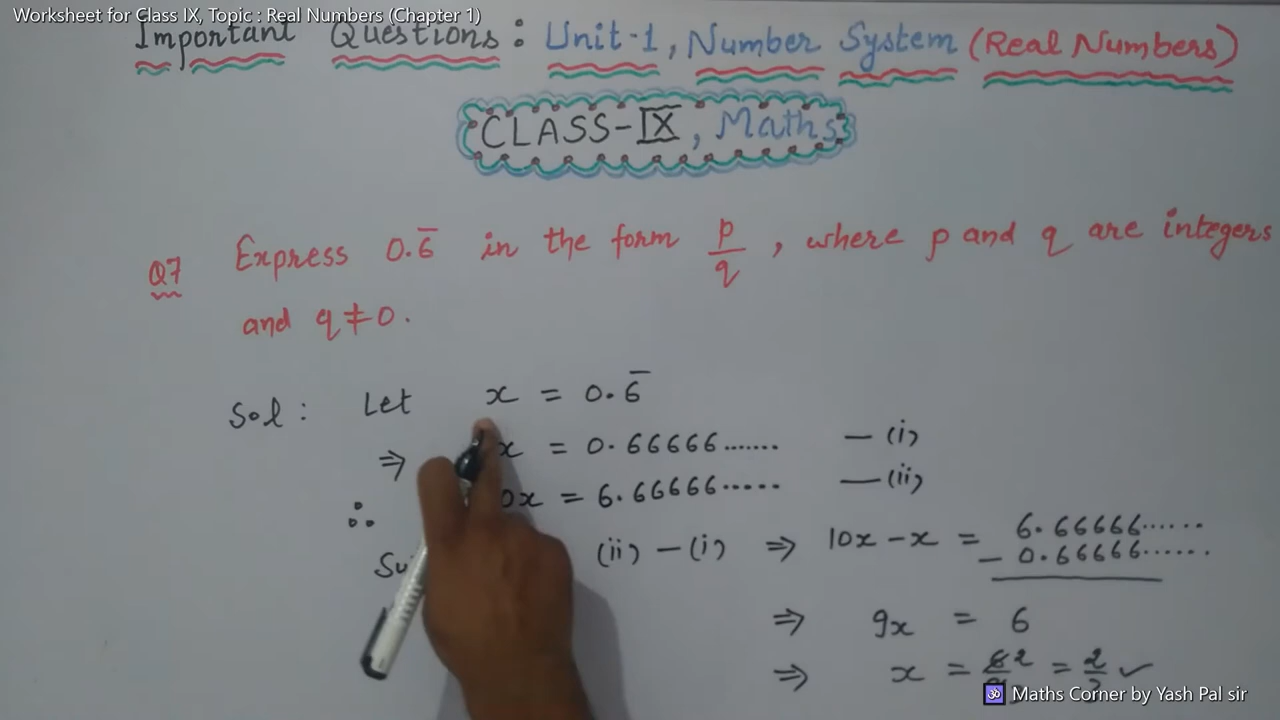 Worksheet for Class IX, Topic : Real Numbers (Chapter 1)
Important Questions : Unit-1, Number System (Real Numbers)
CLASS-IX, Maths
Q7 Express 0.6̅ in the form p/q, where p and q are integers
and q ≠ 0.
Sol : Let x = 0.6̅
⇒ x = 0.66666....... — (i)
∴ 0x = 6.66666..... — (ii)
(ii) - (i) ⇒ 10x - x = 6.66666......
- 0.66666......
⇒ 9x = 6
⇒ x = = 2/3 ✓
ॐ Maths Corner by Yash Pal sir